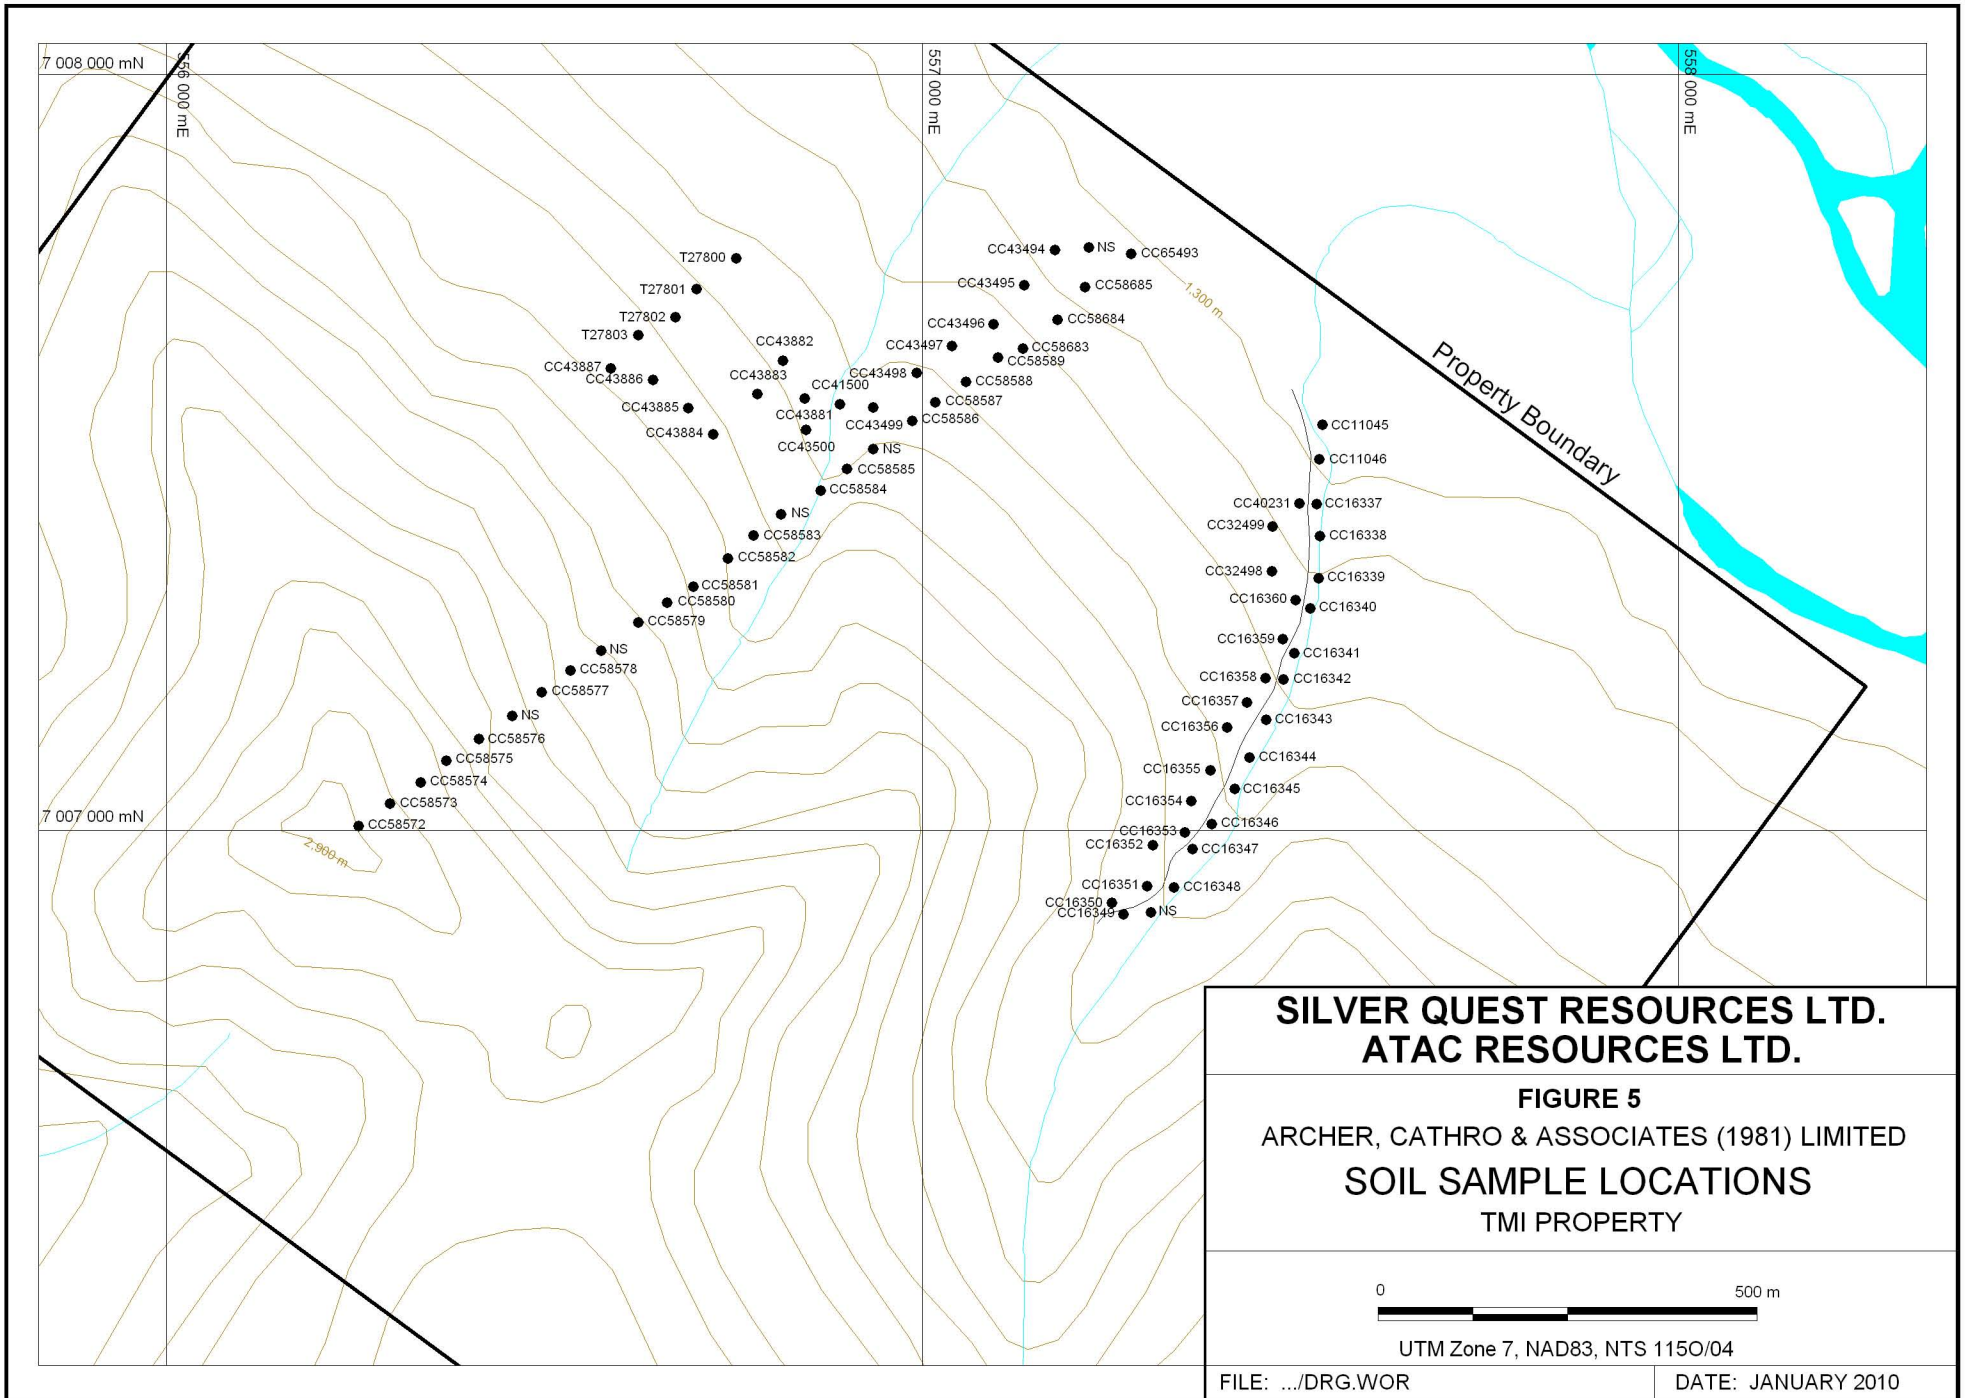 7 008 000 mN
556 000 mE
557 000 mE
558 000 mE
CC43494
NS
CC65493
T27800
CC43495
CC58685
T27801
1,300 m
T27802
CC43496
CC58684
T27803
CC43882
CC43497
CC58683
CC58589
CC43887
CC43886
CC43883
CC43498
CC58588
Property Boundary
CC41500
CC58587
CC43885
CC43881
CC43499
CC58586
CC43884
CC43500
NS
CC11045
CC58585
CC11046
CC58584
CC40231
CC16337
NS
CC32499
CC58583
CC16338
CC58582
CC32498
CC16339
CC58581
CC58580
CC16360
CC16340
CC58579
CC16359
NS
CC16341
CC58578
CC16358
CC16342
CC58577
CC16357
NS
CC16356
CC16343
CC58576
CC58575
CC16344
CC58574
CC16355
CC16345
CC58573
CC16354
7 007 000 mN
CC58572
CC16353
CC16346
2,900 m
CC16352
CC16347
CC16351
CC16348
CC16350
CC16349
NS
SILVER QUEST RESOURCES LTD.
ATAC RESOURCES LTD.
FIGURE 5
ARCHER, CATHRO & ASSOCIATES (1981) LIMITED
SOIL SAMPLE LOCATIONS
TMI PROPERTY
0
500 m
UTM Zone 7, NAD83, NTS 115O/04
FILE: .../DRG.WOR
DATE: JANUARY 2010